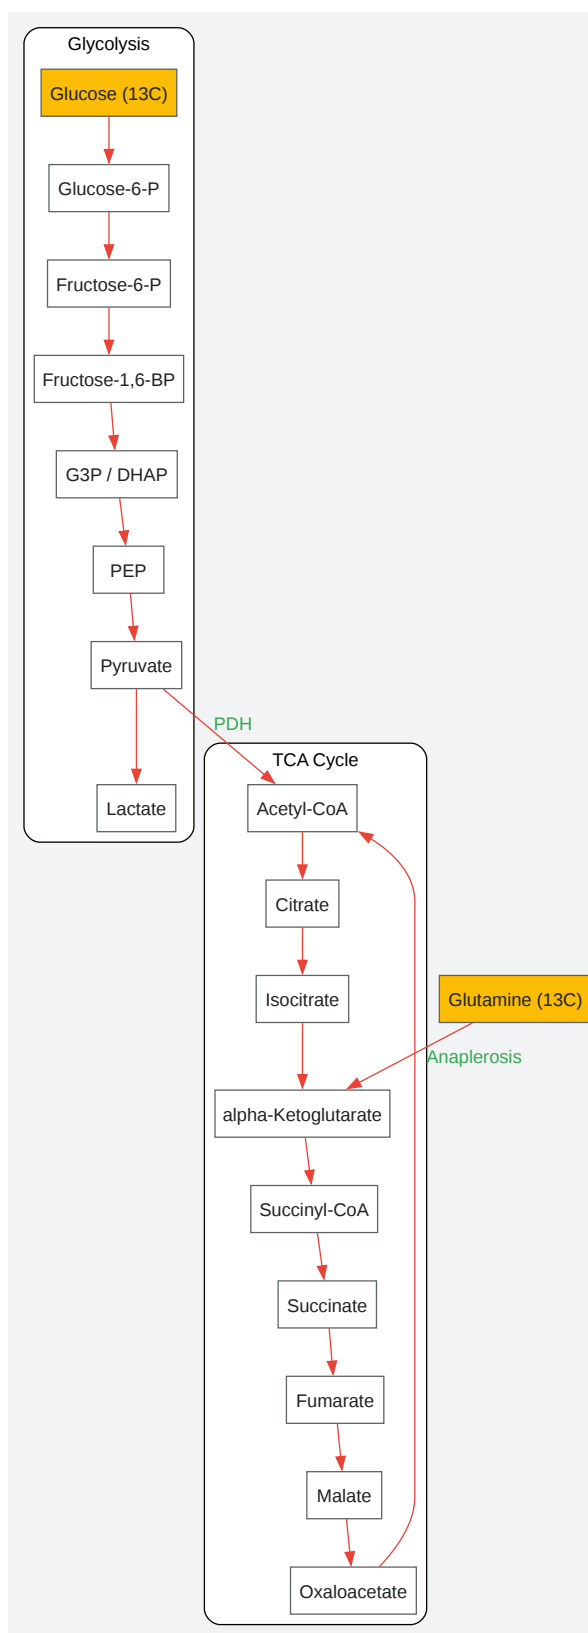 Glycolysis
Glucose (13C)
Glucose-6-P
Fructose-6-P
Fructose-1,6-BP
G3P / DHAP
PEP
Pyruvate
PDH
Lactate
TCA Cycle
Acetyl-CoA
Citrate
Isocitrate
Glutamine (13C)
Anaplerosis
alpha-Ketoglutarate
Succinyl-CoA
Succinate
Fumarate
Malate
Oxaloacetate